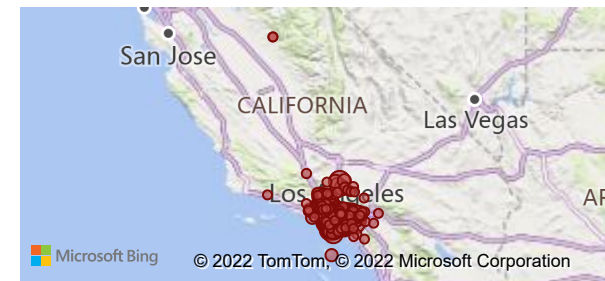 San Jose
CALIFORNIA
Las Vegas
Los Angeles
AR
Microsoft Bing
© 2022 TomTom, © 2022 Microsoft Corporation